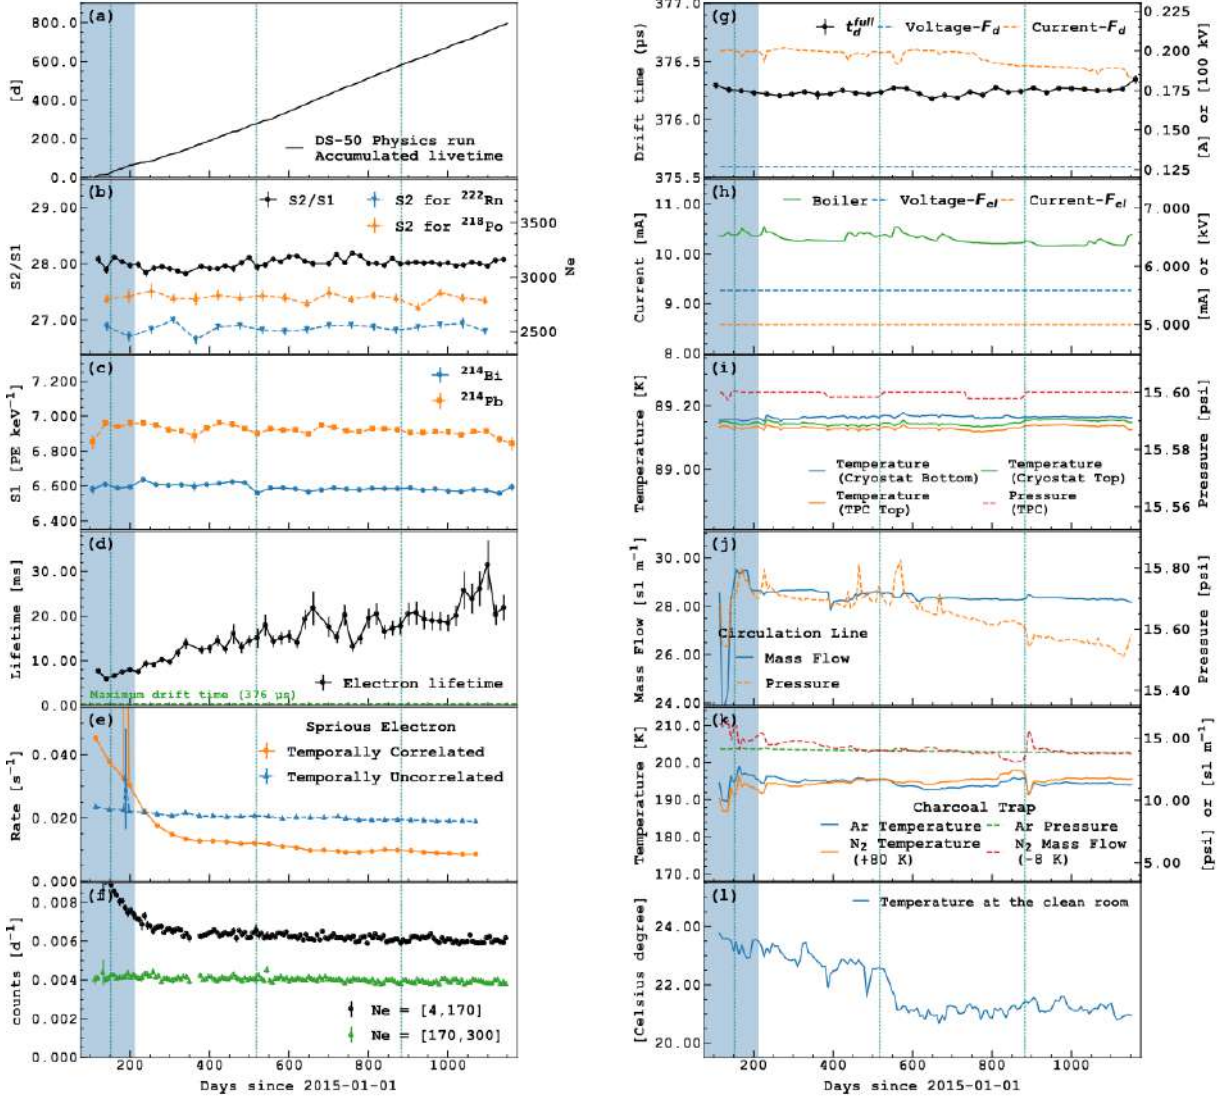 (a)
800.0
600.0
400.0
200.0
0.0
[d]
DS-50 Physics run
Accumulated livetime
(b)
29.00
28.00
27.00
S2/S1
S2/S1
S2 for ²²²Rn
S2 for ²¹⁸Po
3500
3000
2500
Ne
(c)
7.200
7.000
6.800
6.600
6.400
S1 [PE keV⁻¹]
²¹⁴Bi
²¹⁴Pb
(d)
30.00
20.00
10.00
0.00
Lifetime [ms]
Maximum drift time (376 μs)
Electron lifetime
(e)
0.040
0.020
0.000
Rate [s⁻¹]
Sprious Electron
Temporally Correlated
Temporally Uncorrelated
(f)
0.008
0.006
0.004
0.002
0.000
counts [d⁻¹]
Ne = [4,170]
Ne = [170,300]
200 400 600 800 1000
Days since 2015-01-01
(g)
377.0
376.5
376.0
375.5
Drift time (μs)
t_d^full Voltage-F_d Current-F_d
0.225
0.200
0.175
0.150
0.125
[A] or [100 kV]
(h)
11.00
10.00
9.00
8.00
Current [mA]
Boiler Voltage-F_el Current-F_el
7.000
6.000
5.000
[mA] or [kV]
(i)
89.20
89.00
Temperature [K]
Temperature
(Cryostat Bottom)
Temperature
(TPC Top)
Temperature
(Cryostat Top)
Pressure
(TPC)
15.60
15.58
15.56
Pressure [psi]
(j)
30.00
28.00
26.00
24.00
Mass Flow [sl m⁻¹]
Circulation Line
Mass Flow
Pressure
15.80
15.60
15.40
Pressure [psi]
(k)
210.0
200.0
190.0
180.0
170.0
Temperature [K]
Charcoal Trap
Ar Temperature
N₂ Temperature
(+80 K)
Ar Pressure
N₂ Mass Flow
(-8 K)
15.00
10.00
5.00
[psi] or [sl m⁻¹]
(l)
24.00
22.00
20.00
[Celsius degree]
Temperature at the clean room
200 400 600 800 1000
Days since 2015-01-01